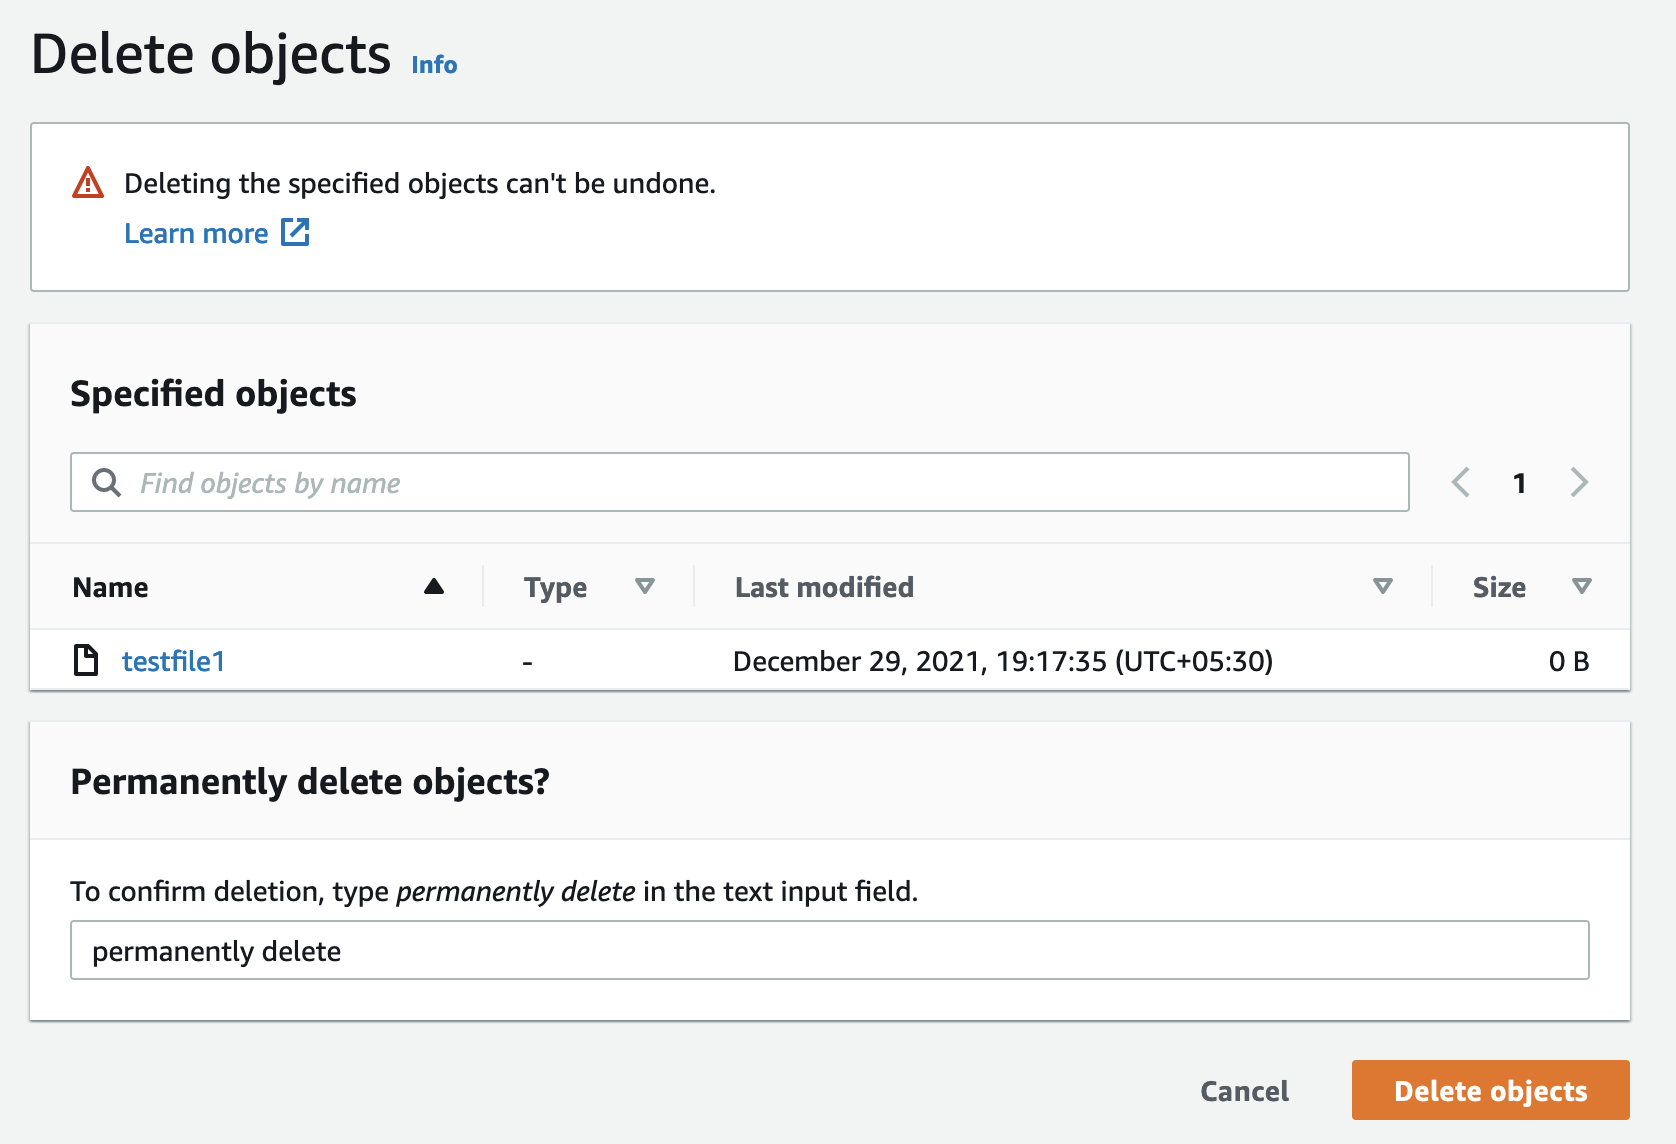 Delete objects Info
Deleting the specified objects can't be undone.
Learn more
Specified objects
Find objects by name 1
Name Type Last modified Size
testfile1 - December 29, 2021, 19:17:35 (UTC+05:30) 0 B
Permanently delete objects?
To confirm deletion, type permanently delete in the text input field.
permanently delete
Cancel Delete objects